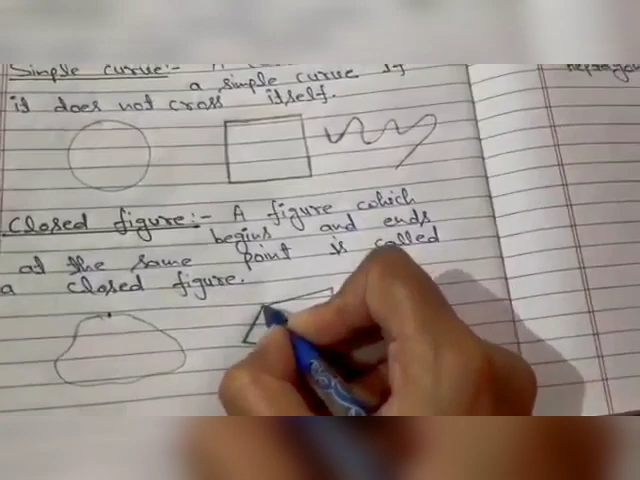 Simple curve:-
a simple curve if
it does not cross itself.
Closed figure:- A figure which
begins and ends
at the same point is called
a closed figure.